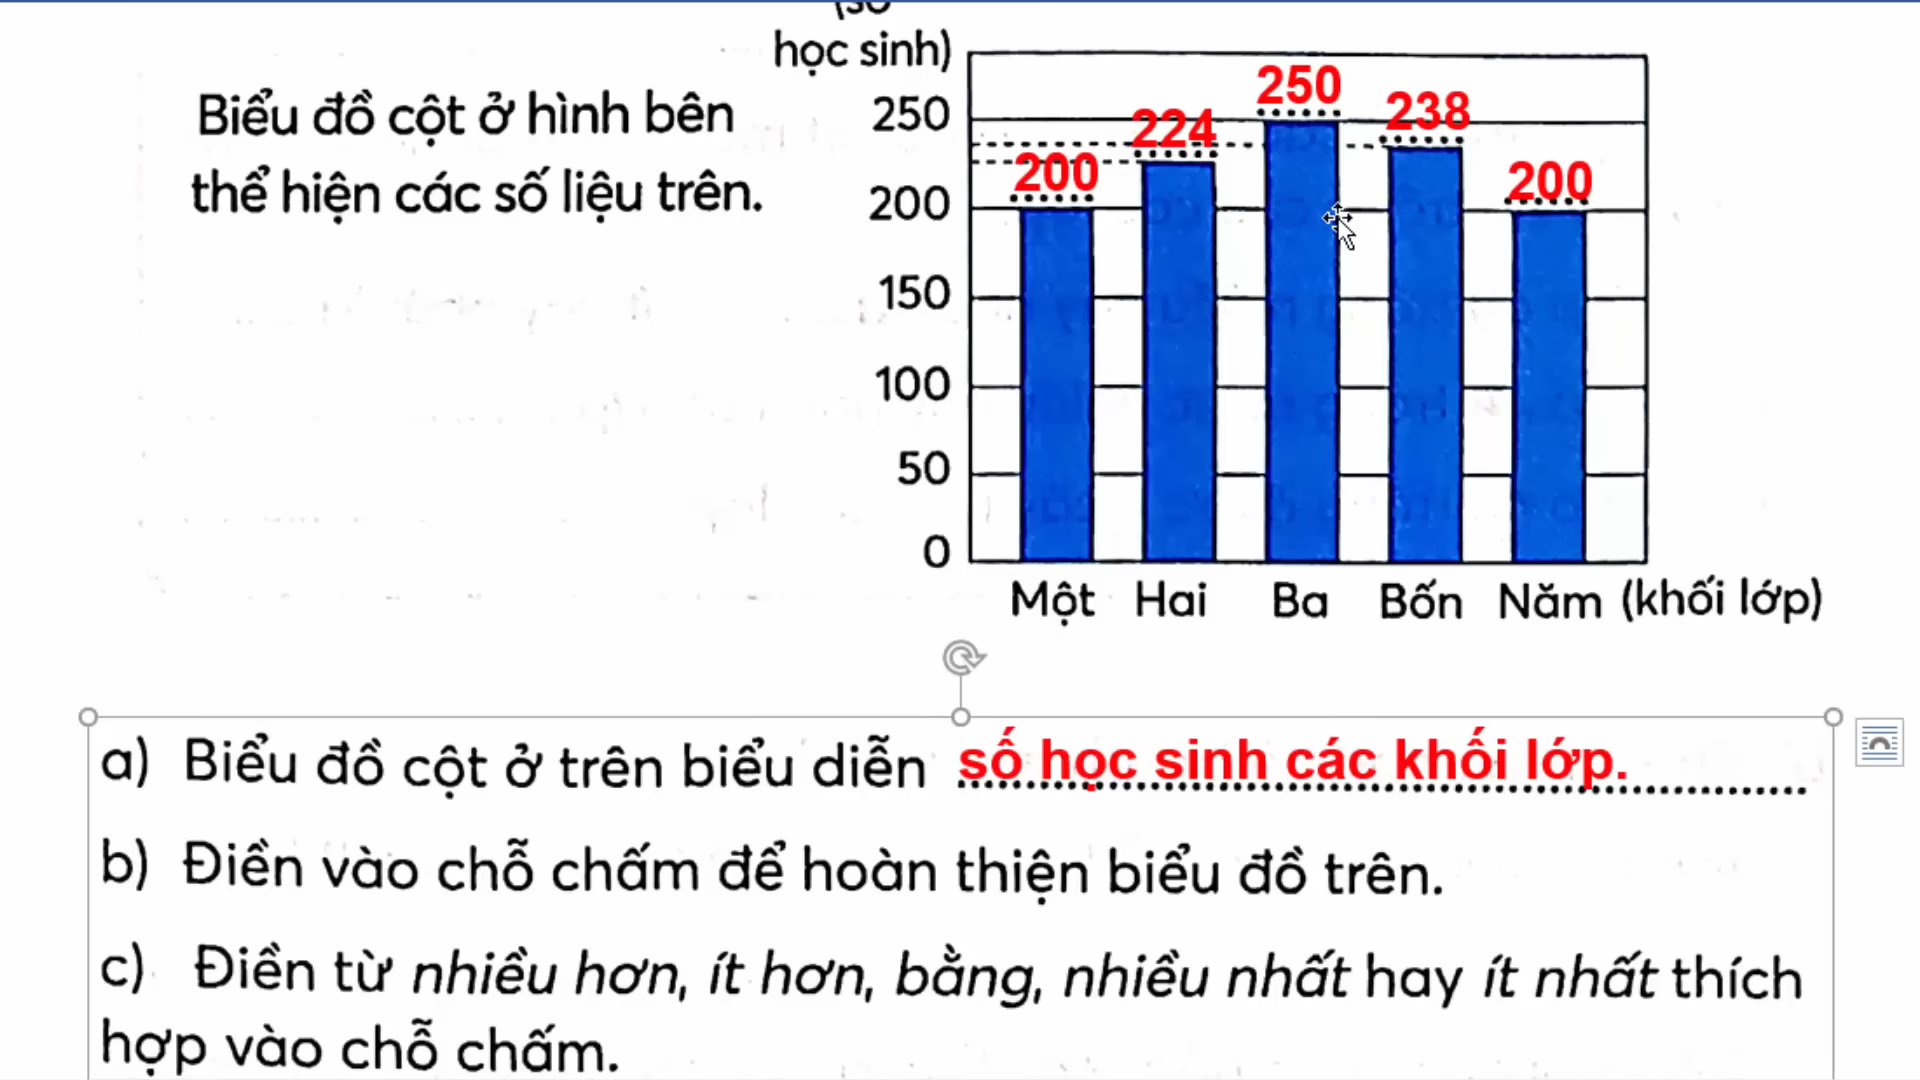 học sinh)
Biểu đồ cột ở hình bên
thể hiện các số liệu trên.
250
200
150
100
50
0
200
224
250
238
200
Một Hai Ba Bốn Năm (khối lớp)
a) Biểu đồ cột ở trên biểu diễn số học sinh các khối lớp.
b) Điền vào chỗ chấm để hoàn thiện biểu đồ trên.
c) Điền từ nhiều hơn, ít hơn, bằng, nhiều nhất hay ít nhất thích
hợp vào chỗ chấm.